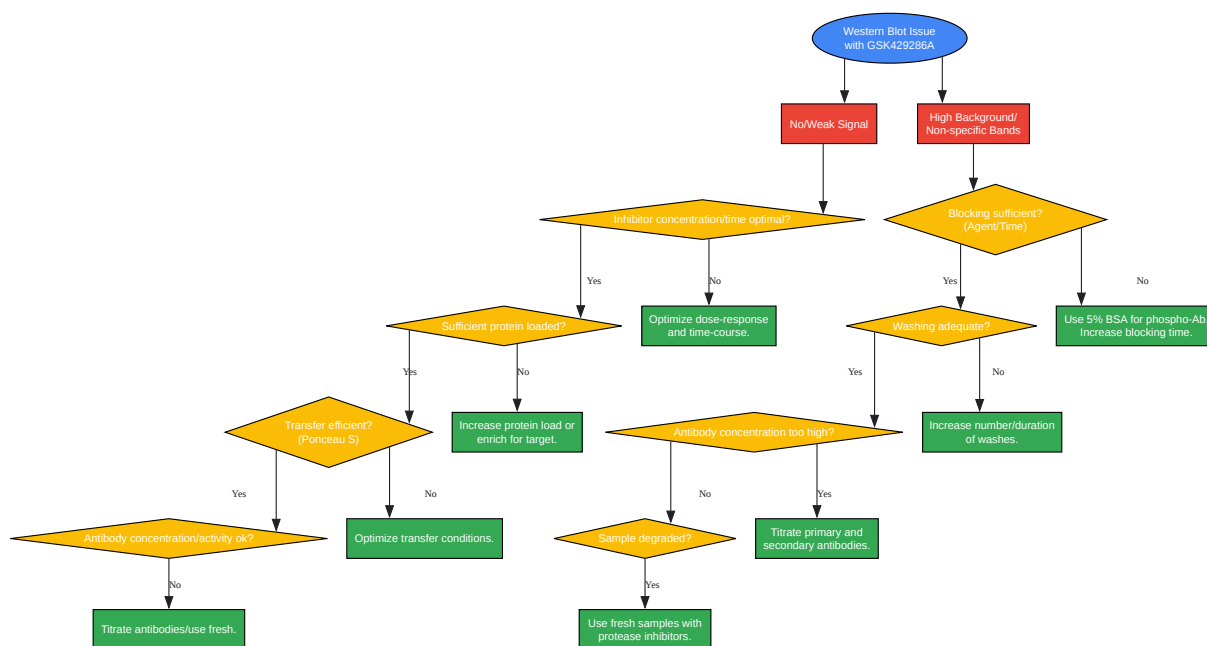 Western Blot Issue
with GSK429286A
No/Weak Signal
High Background/
Non-specific Bands
Inhibitor concentration/time optimal?
Blocking sufficient?
(Agent/Time)
Yes
No
Yes
No
Sufficient protein loaded?
Optimize dose-response
and time-course.
Washing adequate?
Use 5% BSA for phospho-Ab.
Increase blocking time.
Yes
No
Yes
No
Transfer efficient?
(Ponceau S)
Increase protein load or
enrich for target.
Antibody concentration too high?
Increase number/duration
of washes.
Yes
No
No
Yes
Antibody concentration/activity ok?
Optimize transfer conditions.
Sample degraded?
Titrate primary and
secondary antibodies.
No
Yes
Titrate antibodies/use fresh.
Use fresh samples with
protease inhibitors.